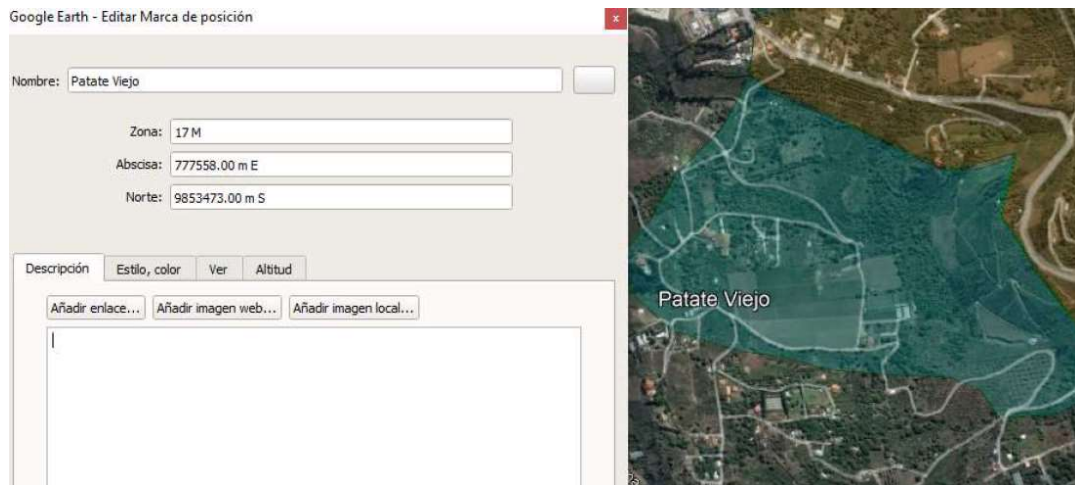 Google Earth - Editar Marca de posición
x
Nombre: Patate Viejo
Zona: 17 M
Abscisa: 777558.00 m E
Norte: 9853473.00 m S
Descripción Estilo, color Ver Altitud
Añadir enlace... Añadir imagen web... Añadir imagen local...
Patate Viejo